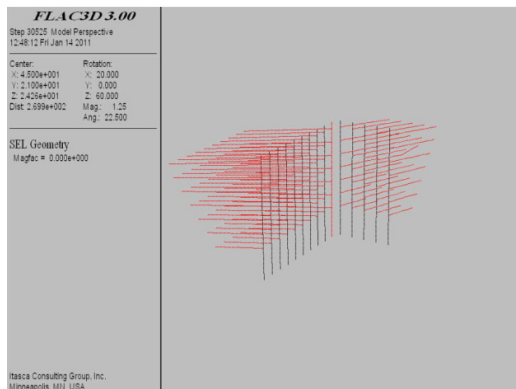 FLAC3D 3.00
Step 30525 Model Perspective
12:48:12 Fri Jan 14 2011
Center: Rotation:
X: 4.500e+001 X: 20.000
Y: 2.100e+001 Y: 0.000
Z: 2.426e+001 Z: 60.000
Dist: 2.699e+002 Mag.: 1.25
Ang.: 22.500
SEL Geometry
Magfac = 0.000e+000
Itasca Consulting Group, Inc.
Minneapolis, MN USA